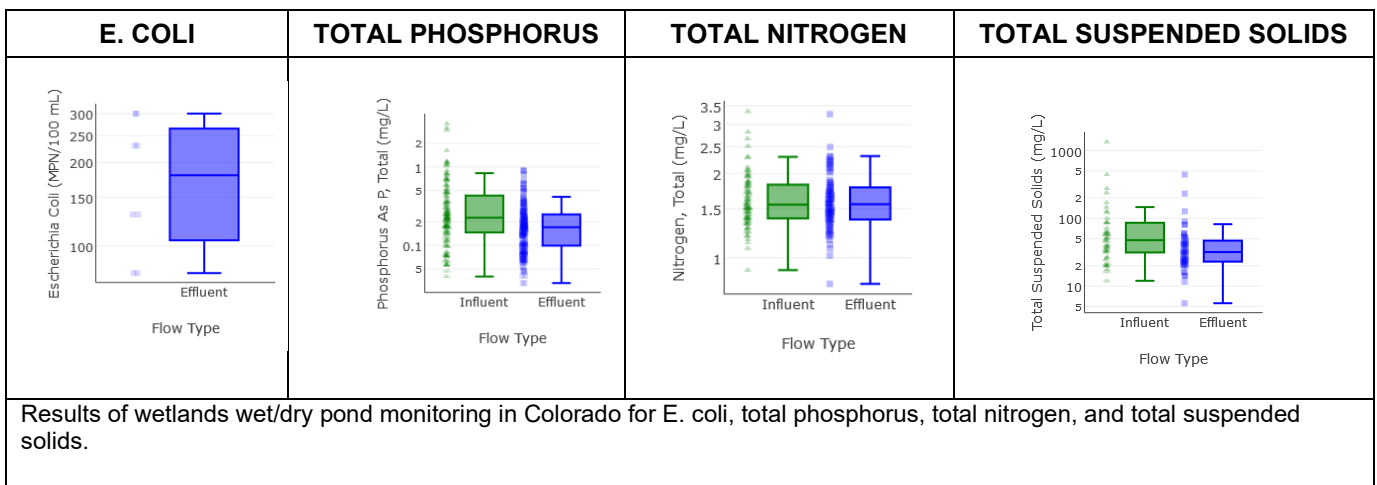 E. COLI
TOTAL PHOSPHORUS
TOTAL NITROGEN
TOTAL SUSPENDED SOLIDS
Escherichia Coli (MPN/100 mL)
300
250
200
150
100
Effluent
Flow Type
Phosphorus As P, Total (mg/L)
2
1
5
2
0.1
5
Influent
Effluent
Flow Type
Nitrogen, Total (mg/L)
3.5
3
2.5
2
1.5
1
Influent
Effluent
Flow Type
Total Suspended Solids (mg/L)
1000
5
2
100
5
2
10
5
Influent
Effluent
Flow Type
Results of wetlands wet/dry pond monitoring in Colorado for E. coli, total phosphorus, total nitrogen, and total suspended
solids.